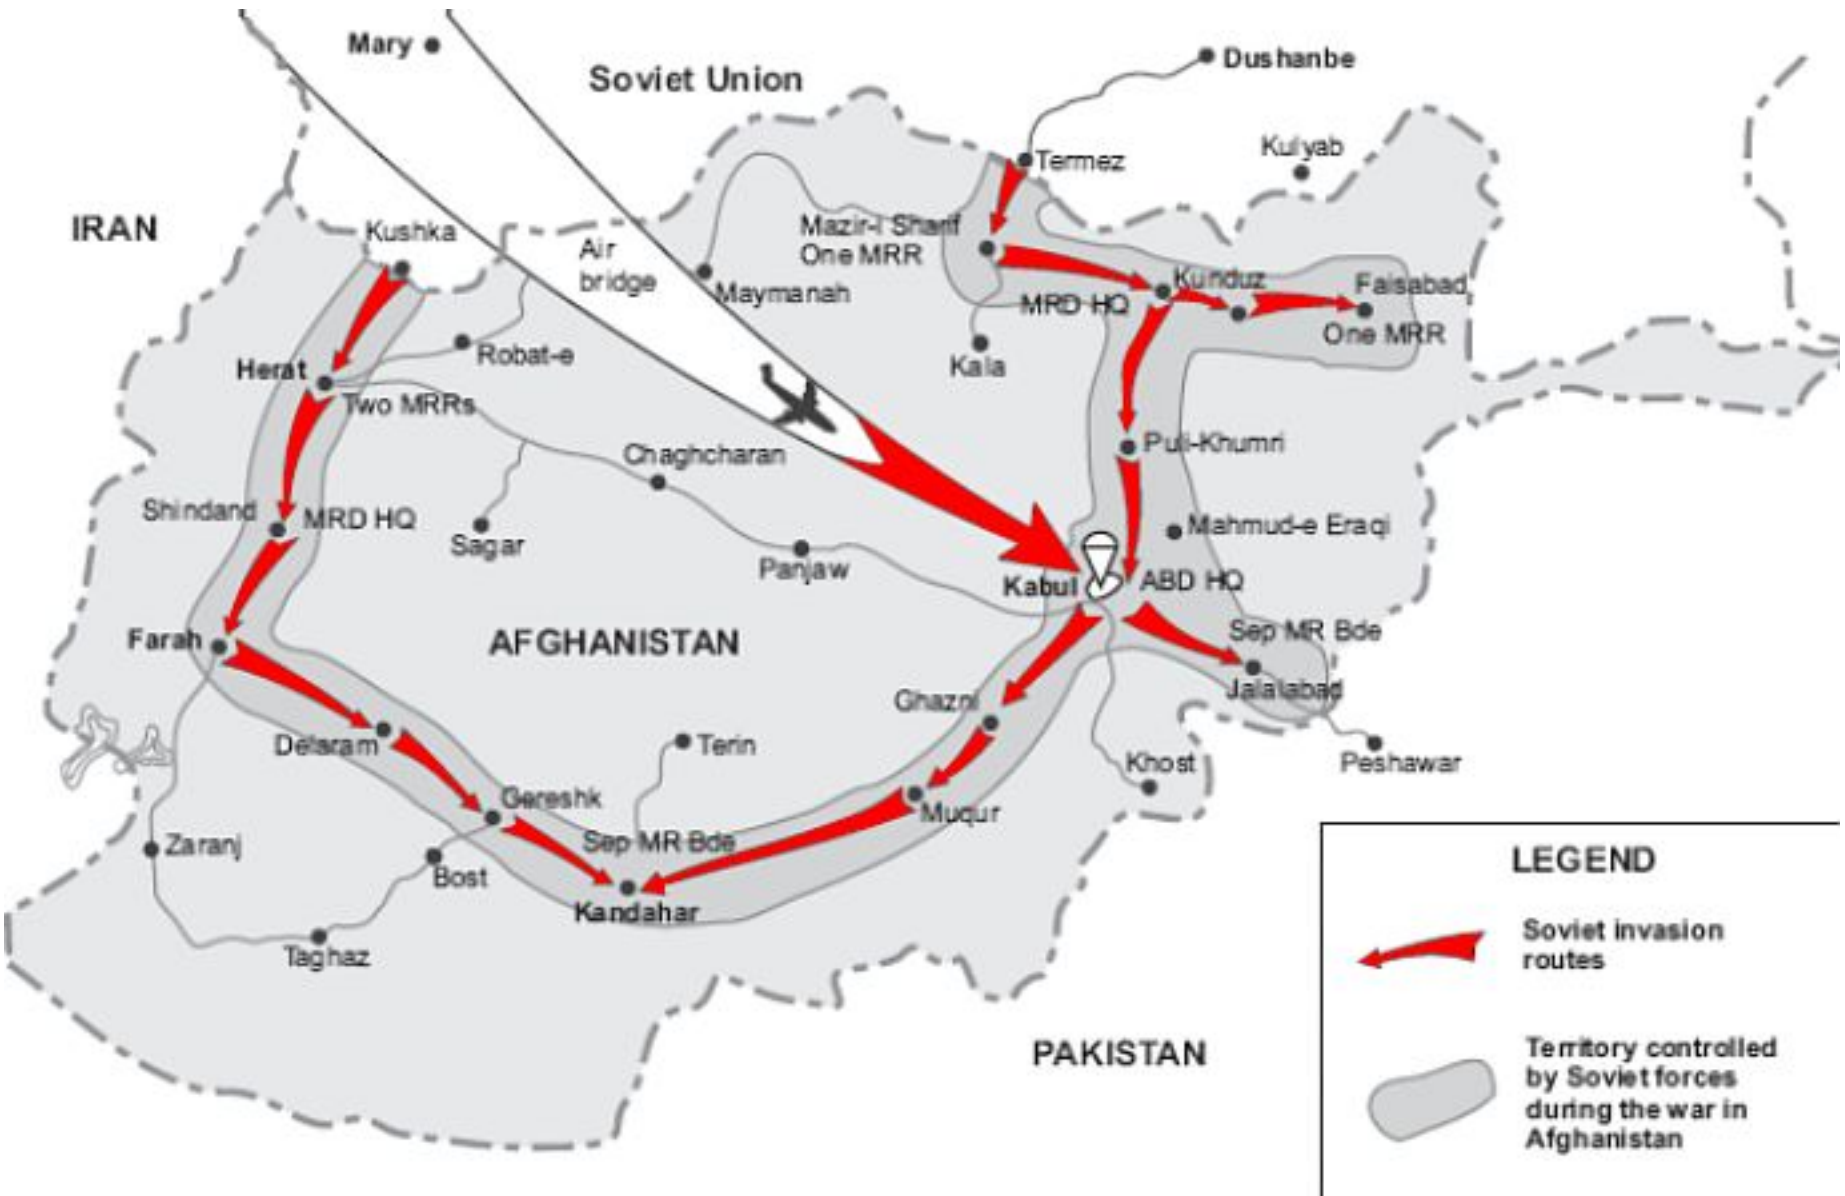 Mary
Soviet Union
Dushanbe
Kulyab
Termez
IRAN
Kushka
Air
bridge
Mazir-i Sharif
One MRR
Maymanah
Kunduz
MRD HQ
Faisabad
One MRR
Robat-e
Kala
Herat
Two MRRs
Chaghcharan
Puli-Khumri
Shindand
MRD HQ
Sagar
Panjaw
Mahmud-e Eraqi
Kabul
ABD HQ
Farah
AFGHANISTAN
Sep MR Bde
Jalalabad
Ghazni
Delaram
Terin
Khost
Peshawar
Gereshk
Sep MR Bde
Muqur
Zaranj
Bost
Kandahar
Taghaz
PAKISTAN
LEGEND
Soviet invasion
routes
Territory controlled
by Soviet forces
during the war in
Afghanistan